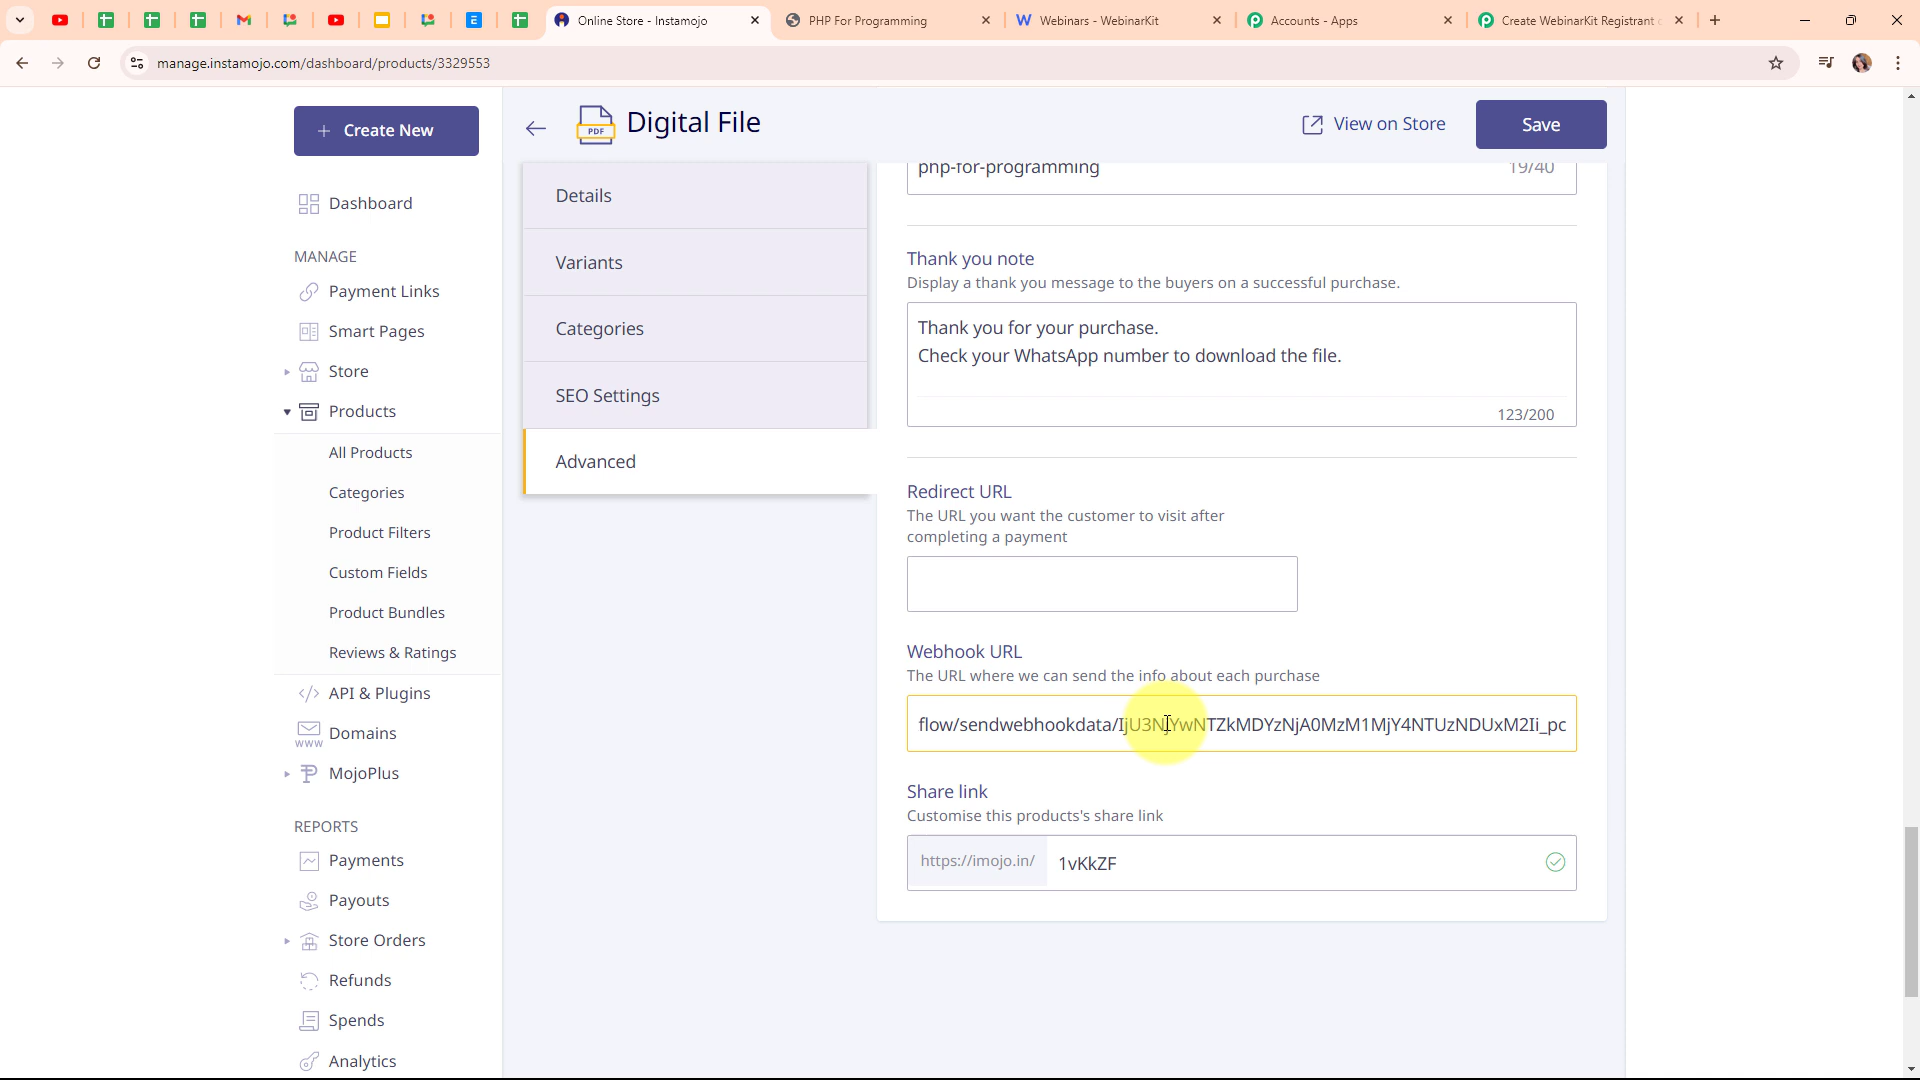 Online Store - Instamojo
PHP For Programming
Webinars - WebinarKit
Accounts - Apps
Create WebinarKit Registrant
manage.instamojo.com/dashboard/products/3329553
Create New
PDF
Digital File
View on Store
Save
Dashboard
MANAGE
Payment Links
Smart Pages
Store
Products
All Products
Categories
Product Filters
Custom Fields
Product Bundles
Reviews & Ratings
API & Plugins
Domains
MojoPlus
REPORTS
Payments
Payouts
Store Orders
Refunds
Spends
Analytics
Details
Variants
Categories
SEO Settings
Advanced
php-for-programming
19/40
Thank you note
Display a thank you message to the buyers on a successful purchase.
Thank you for your purchase.
Check your WhatsApp number to download the file.
123/200
Redirect URL
The URL you want the customer to visit after
completing a payment
Webhook URL
The URL where we can send the info about each purchase
flow/sendwebhookdata/IjU3NjYwNTZkMDYzNjA0MzM1MjY4NTUzNDUxM2Ii_pc
Share link
Customise this products's share link
https://imojo.in/
1vKkZF